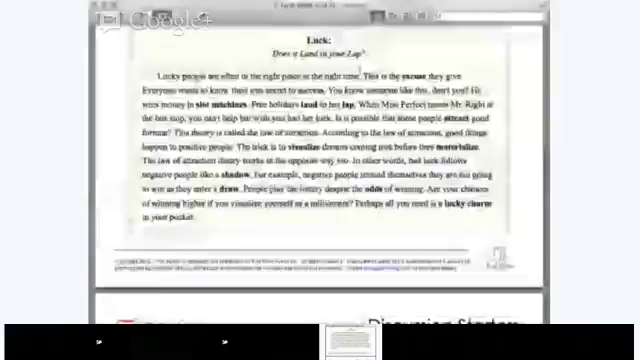 Google+
Luck:
Does it Land in your Lap?
Lucky people are often in the right place at the right time. This is the excuse they give
Everyone wants to know their secret to success. You know someone like this, don't you? He
wins money in slot machines. Free holidays land in her lap. When Miss Perfect meets Mr. Right at
the bus stop, you can't help but wish you had her luck. Is it possible that some people attract good
fortune? This theory is called the law of attraction. According to the law of attraction, good things
happen to positive people. The trick is to visualize dreams coming true before they materialize.
The law of attraction theory works in the opposite way too. In other words, bad luck follows
negative people like a shadow. For example, negative people remind themselves they are not going
to win as they enter a draw. People play the lottery despite the odds of winning. Are your chances
of winning higher if you visualize yourself as a millionaire? Perhaps all you need is a lucky charm
in your pocket.
Discussion Starters